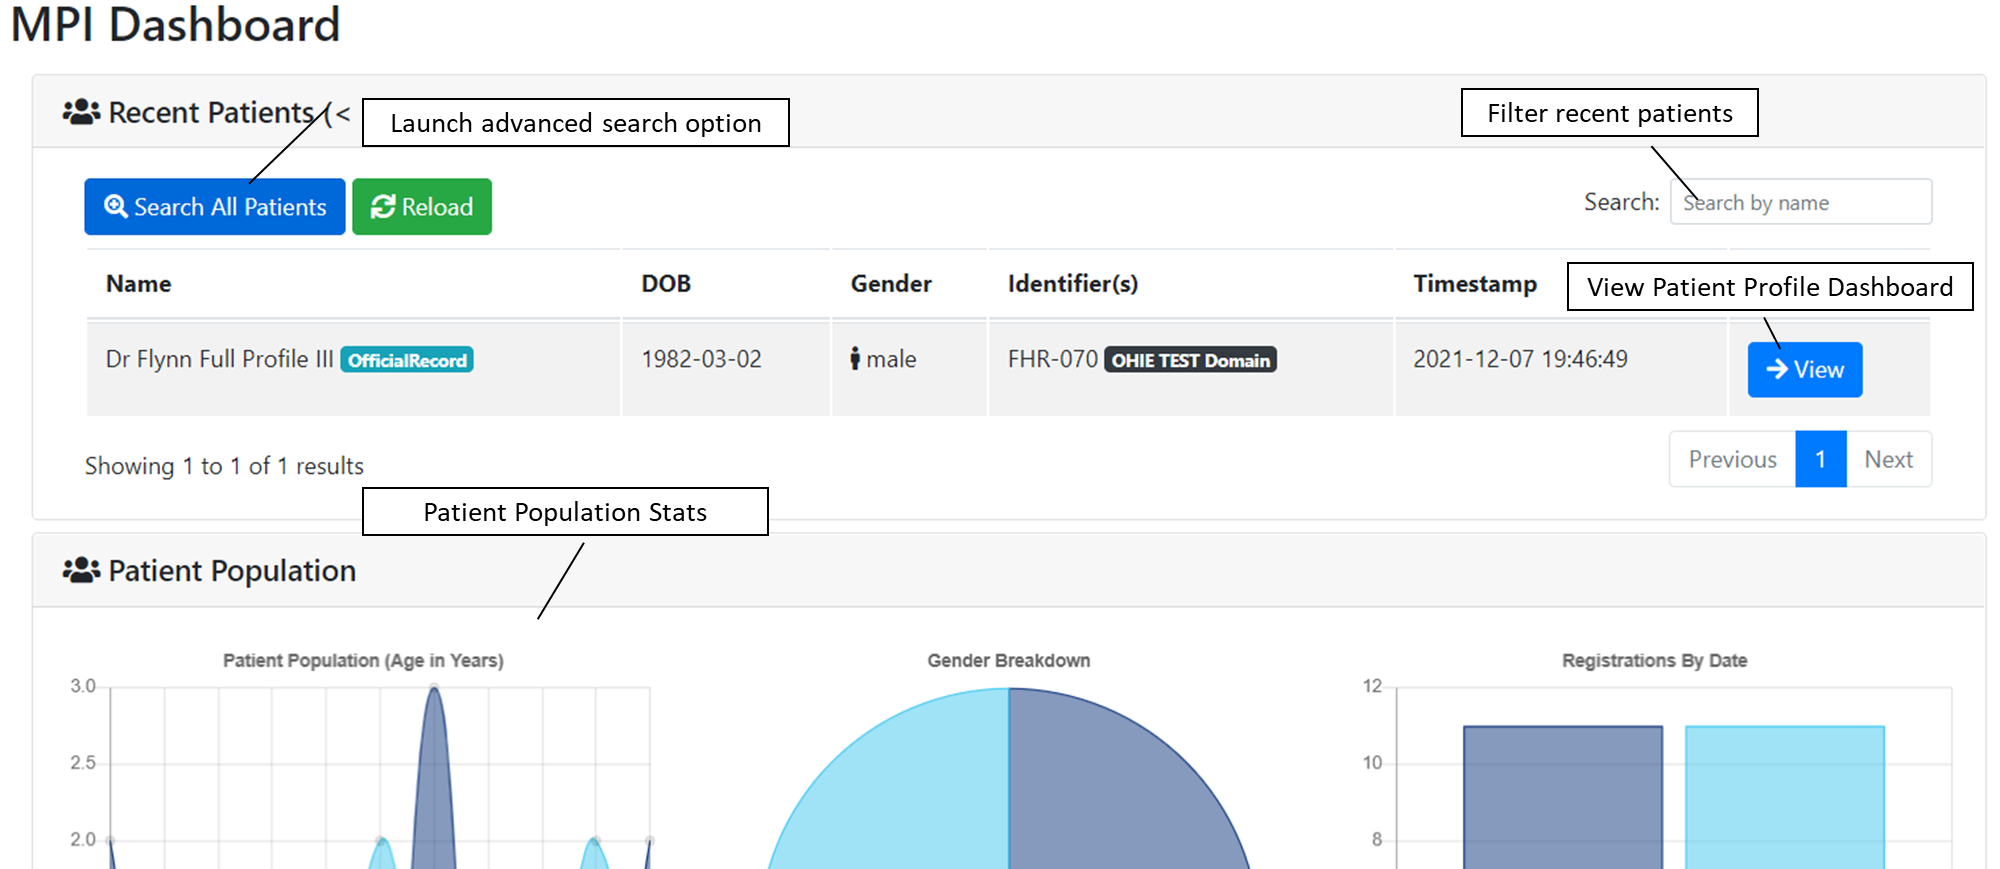 MPI Dashboard
Recent Patients (<
Launch advanced search option
Filter recent patients
Search All Patients
Reload
Search:
Search by name
Name
DOB
Gender
Identifier(s)
Timestamp
View Patient Profile Dashboard
Dr Flynn Full Profile III OfficialRecord
1982-03-02
male
FHR-070 OHIE TEST Domain
2021-12-07 19:46:49
View
Showing 1 to 1 of 1 results
Previous 1 Next
Patient Population Stats
Patient Population
Patient Population (Age in Years)
3.0
2.5
2.0
Gender Breakdown
Registrations By Date
12
10
8